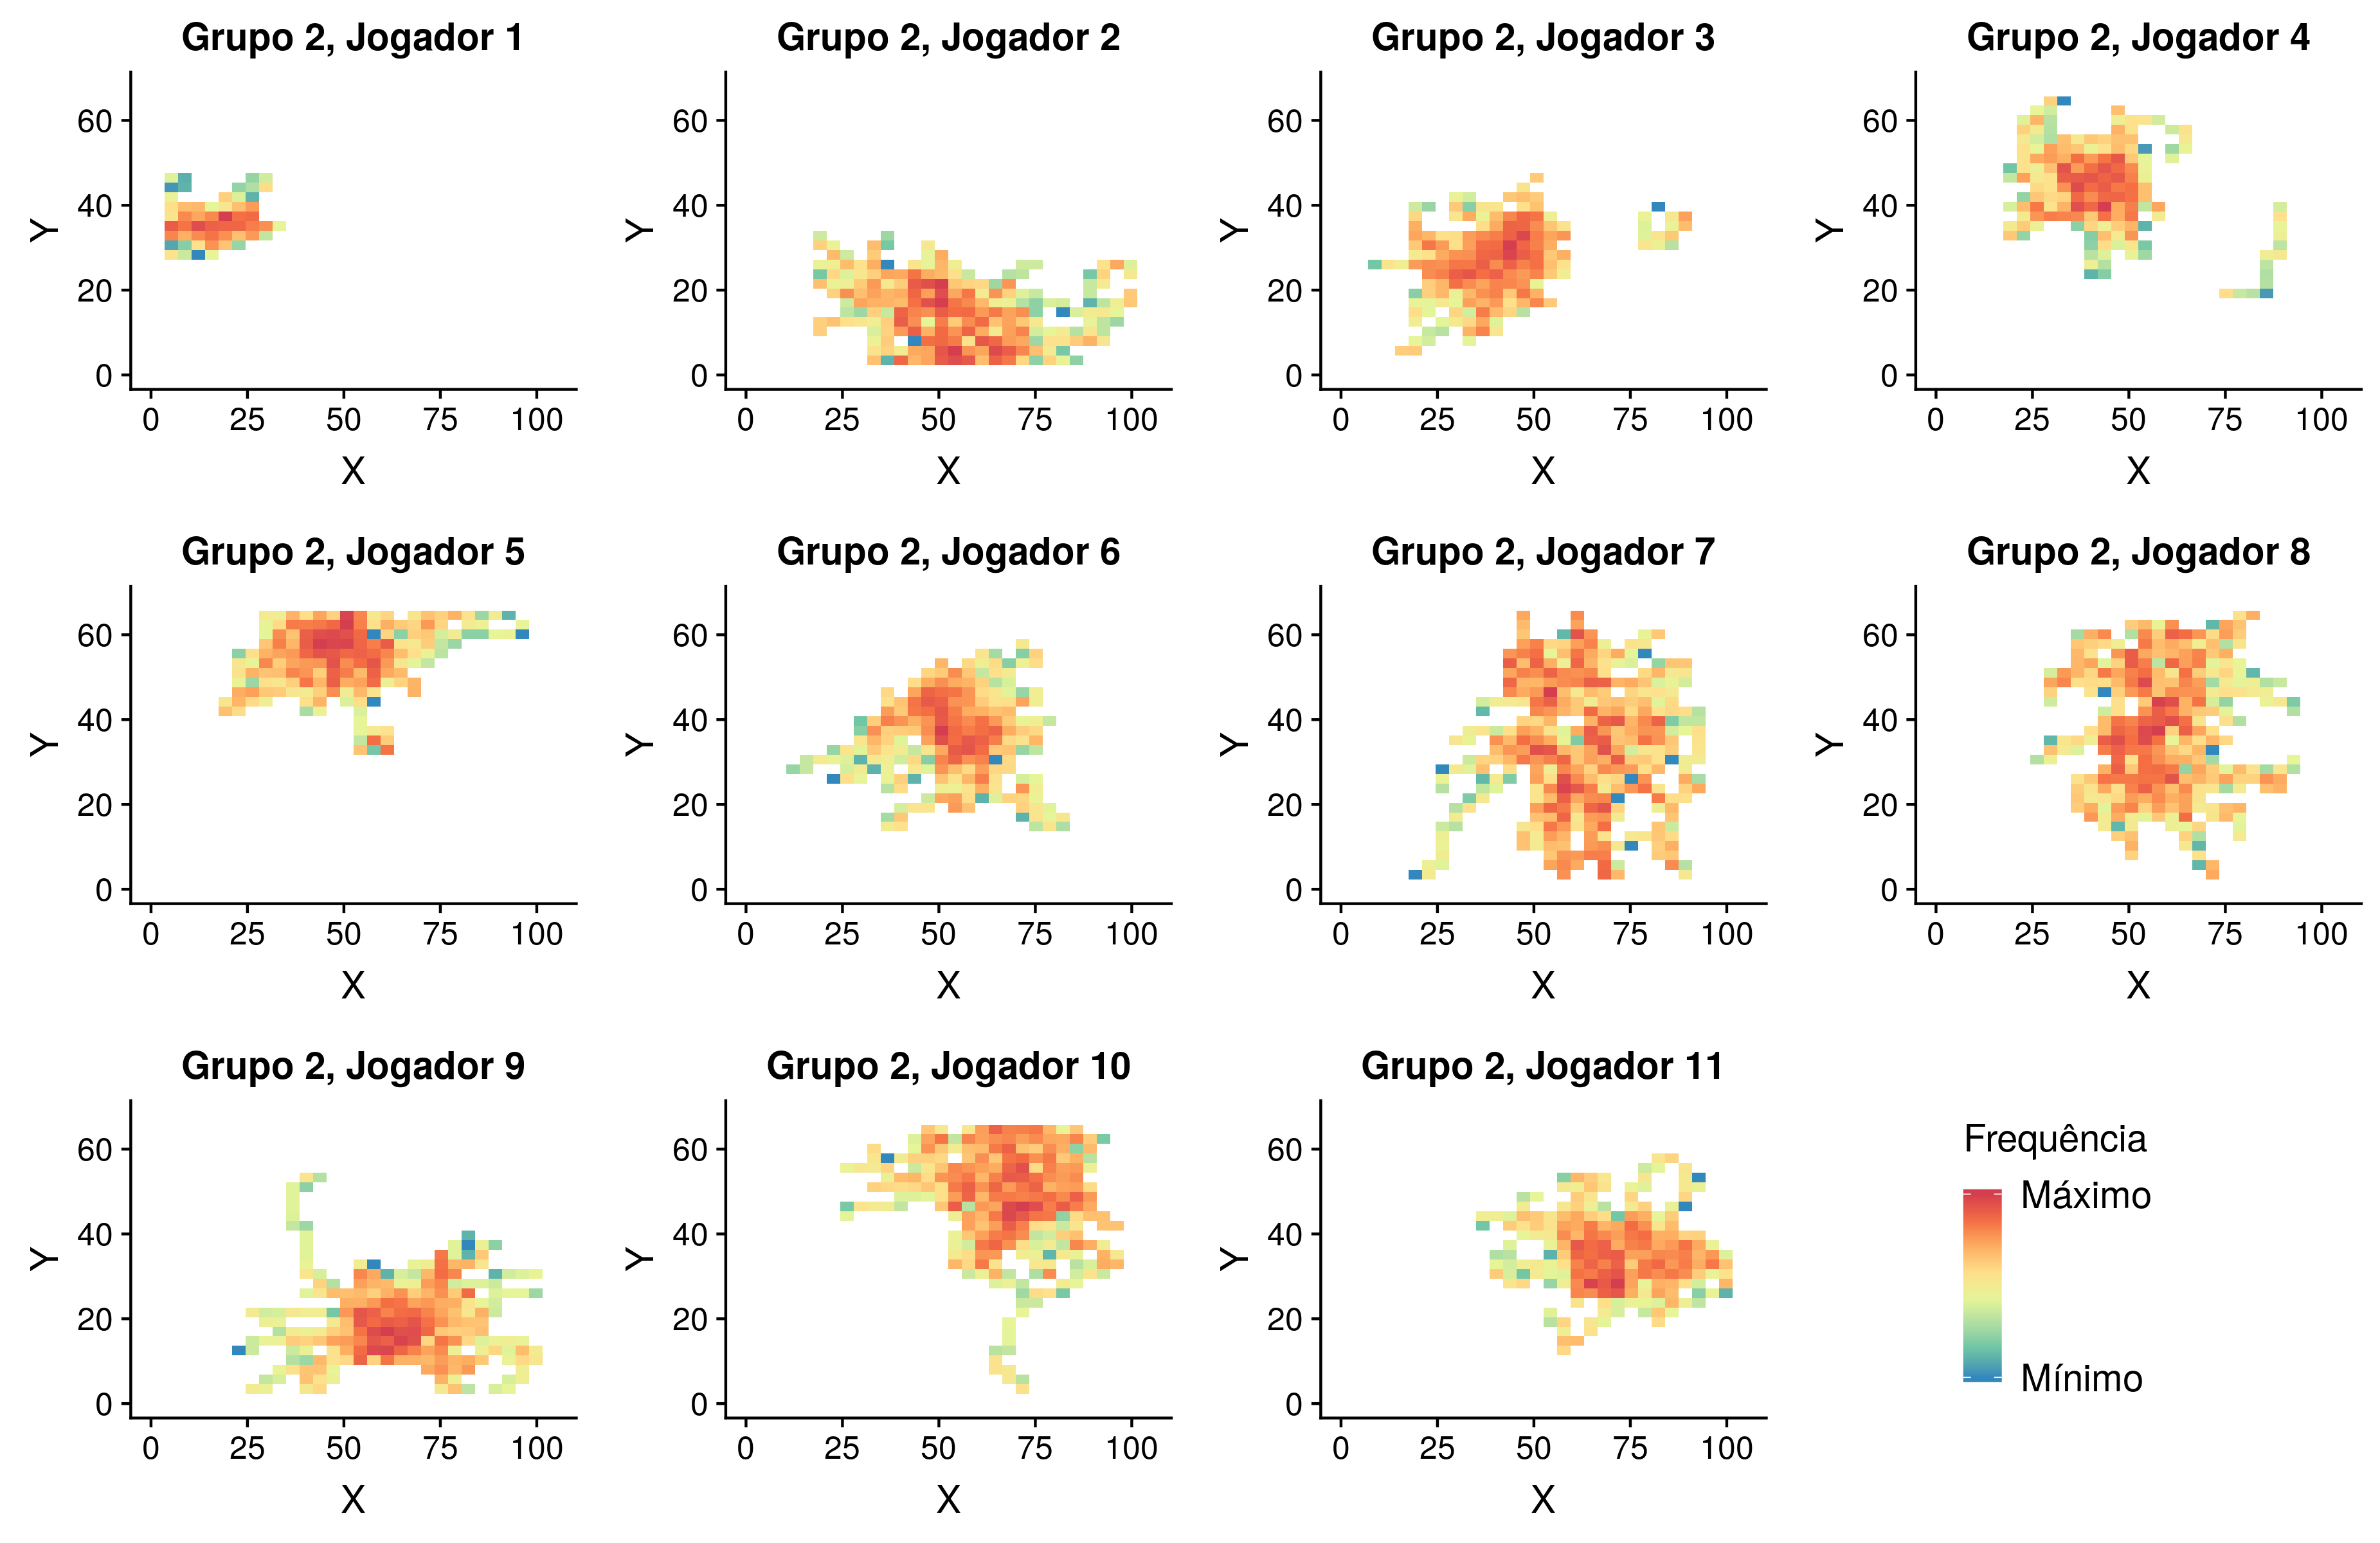 Grupo 2, Jogador 1
Grupo 2, Jogador 2
Grupo 2, Jogador 3
Grupo 2, Jogador 4
60
40
20
0
Y
0 25 50 75 100
X
60
40
20
0
Y
0 25 50 75 100
X
60
40
20
0
Y
0 25 50 75 100
X
60
40
20
0
Y
0 25 50 75 100
X
Grupo 2, Jogador 5
Grupo 2, Jogador 6
Grupo 2, Jogador 7
Grupo 2, Jogador 8
60
40
20
0
Y
0 25 50 75 100
X
60
40
20
0
Y
0 25 50 75 100
X
60
40
20
0
Y
0 25 50 75 100
X
60
40
20
0
Y
0 25 50 75 100
X
Grupo 2, Jogador 9
Grupo 2, Jogador 10
Grupo 2, Jogador 11
60
40
20
0
Y
0 25 50 75 100
X
60
40
20
0
Y
0 25 50 75 100
X
60
40
20
0
Y
0 25 50 75 100
X
Frequência
Máximo
Mínimo